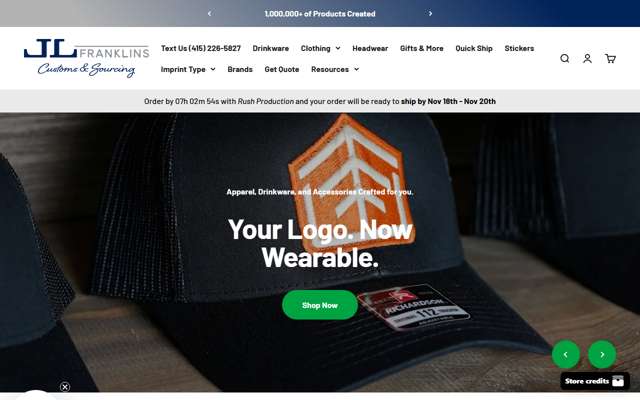 1,000,000+ of Products Created
JL
FRANKLINS
Customs & Sourcing
Text Us (415) 226-5827
Drinkware
Clothing
Headwear
Gifts & More
Quick Ship
Stickers
Imprint Type
Brands
Get Quote
Resources
Order by 07h 02m 54s with Rush Production and your order will be ready to ship by Nov 18th - Nov 20th
Apparel, Drinkware, and Accessories Crafted for you.
Your Logo. Now
Wearable.
Shop Now
RICHARDSON
112
Store credits